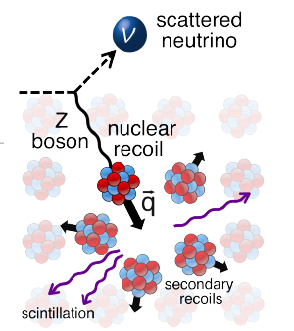 scattered
neutrino
ν
Z
boson
nuclear
recoil
q⃗
secondary
recoils
scintillation